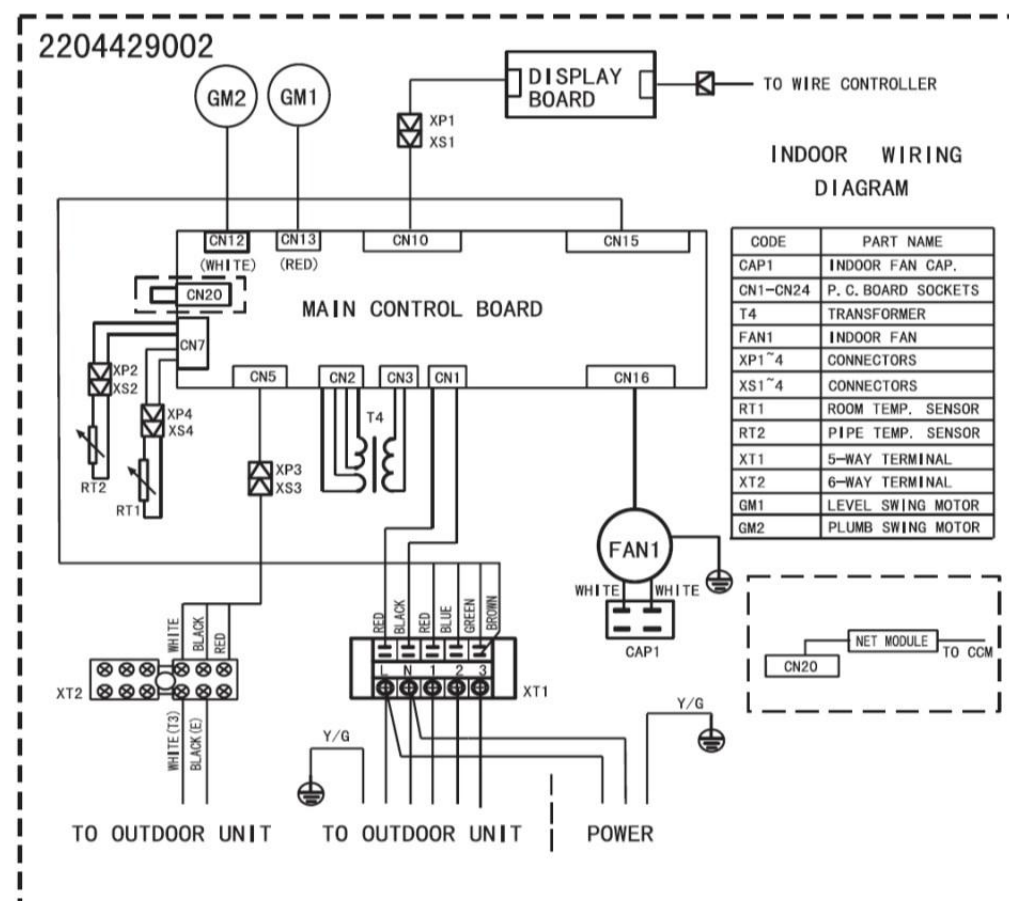 2204429002
GM2
GM1
DISPLAY
BOARD
TO WIRE CONTROLLER
XP1
XS1
INDOOR WIRING
DIAGRAM
CN12
(WHITE)
CN13
(RED)
CN10
CN15
CN20
MAIN CONTROL BOARD
CN7
CN5
CN2
CN3
CN1
CN16
CODE PART NAME
CAP1 INDOOR FAN CAP.
CN1-CN24 P.C.BOARD SOCKETS
T4 TRANSFORMER
FAN1 INDOOR FAN
XP1~4 CONNECTORS
XS1~4 CONNECTORS
RT1 ROOM TEMP. SENSOR
RT2 PIPE TEMP. SENSOR
XT1 5-WAY TERMINAL
XT2 6-WAY TERMINAL
GM1 LEVEL SWING MOTOR
GM2 PLUMB SWING MOTOR
XP2
XS2
XP4
XS4
RT2
RT1
T4
XP3
XS3
FAN1
WHITE
WHITE
CAP1
WHITE
BLACK
RED
RED
BLACK
RED
BLUE
GREEN
BROWN
L N 1 2 3
XT1
XT2
WHITE(T3)
BLACK(E)
CN20
NET MODULE
TO CCM
Y/G
Y/G
TO OUTDOOR UNIT
TO OUTDOOR UNIT
POWER